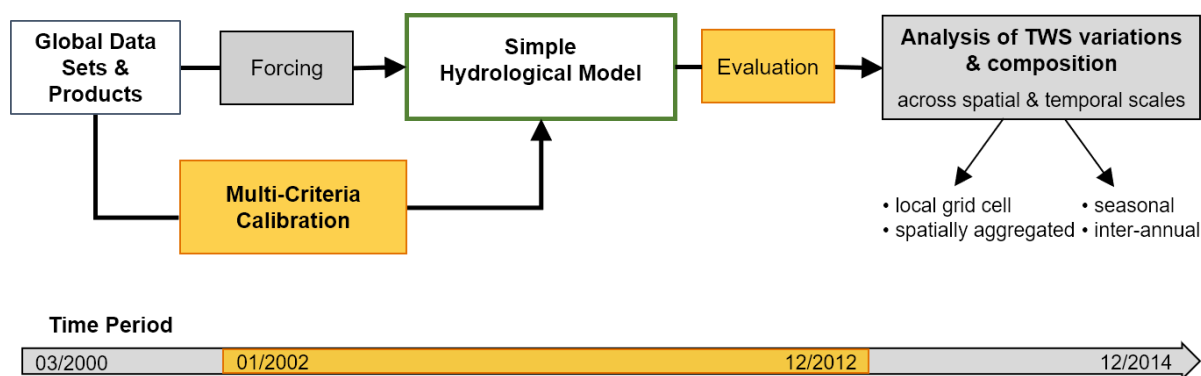 Global Data
Sets &
Products
Forcing
Simple
Hydrological Model
Evaluation
Analysis of TWS variations
& composition
across spatial & temporal scales
Multi-Criteria
Calibration
• local grid cell
• spatially aggregated
• seasonal
• inter-annual
Time Period
03/2000
01/2002
12/2012
12/2014